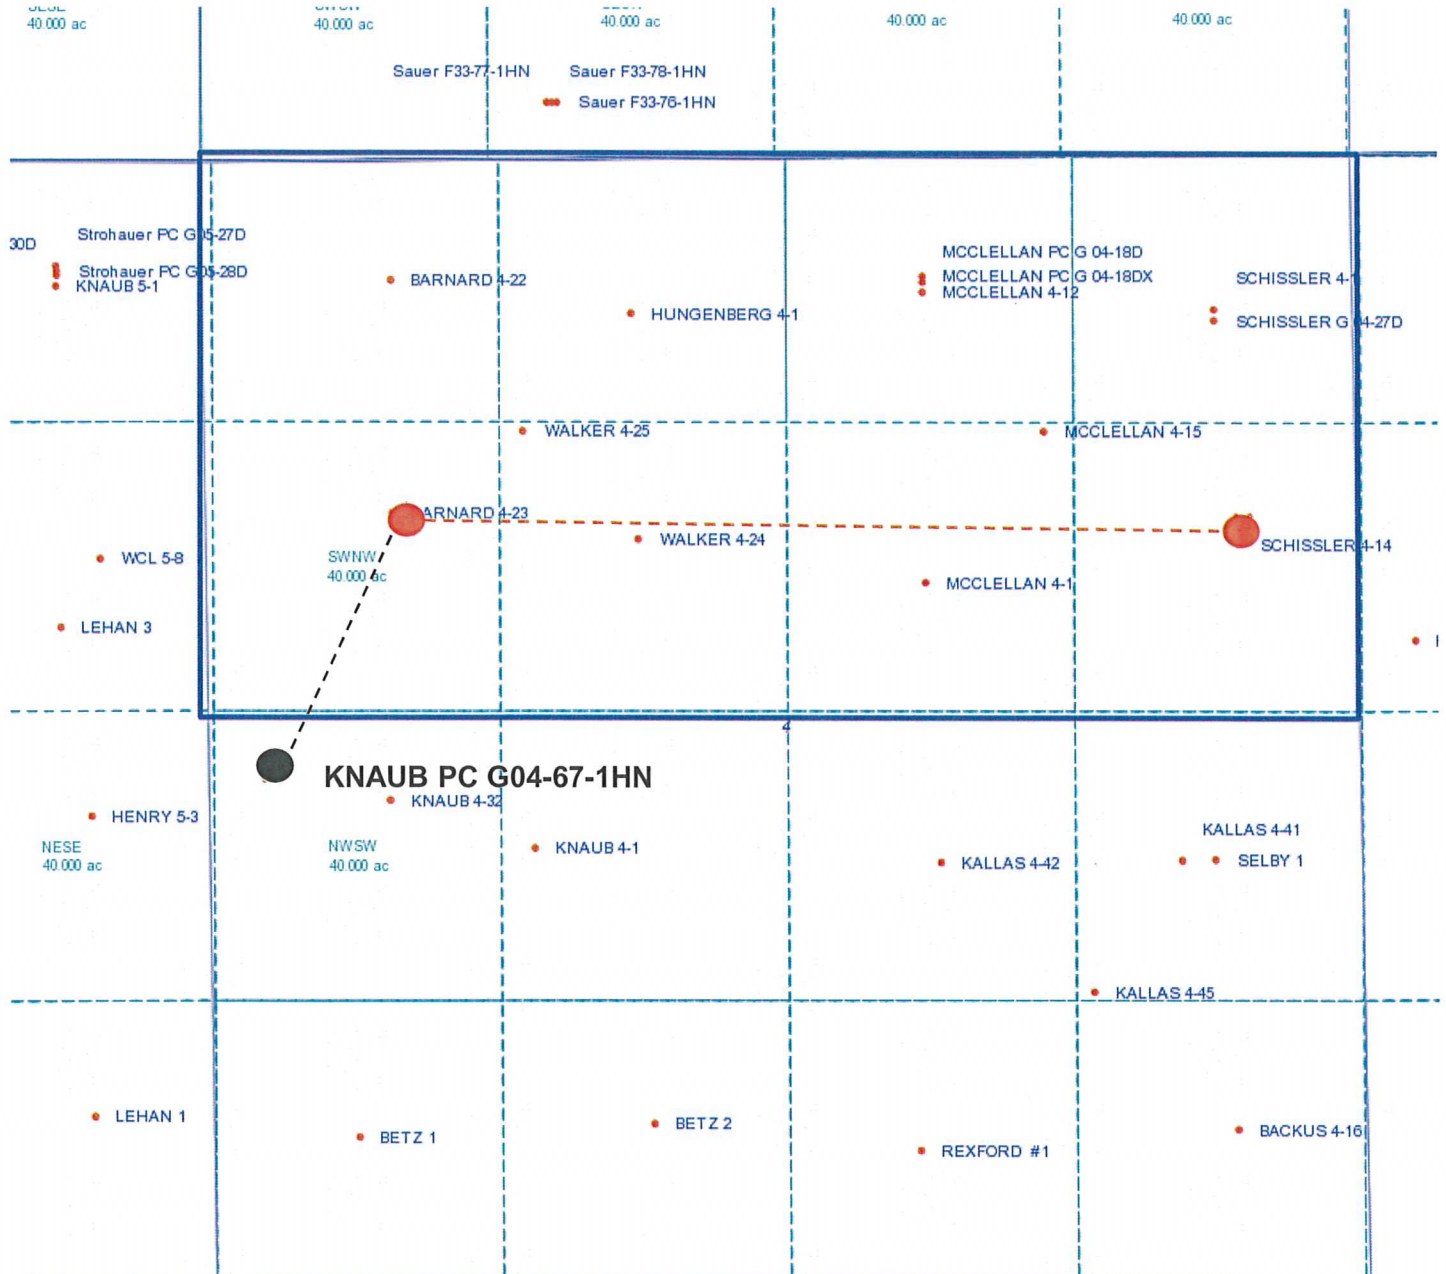 40.000 ac
40.000 ac
40.000 ac
40.000 ac
40.000 ac
Sauer F33-77-1HN
Sauer F33-78-1HN
Sauer F33-76-1HN
30D
Strohauer PC G05-27D
Strohauer PC G05-28D
KNAUB 5-1
BARNARD 4-22
HUNGENBERG 4-1
MCCLELLAN PC G 04-18D
MCCLELLAN PC G 04-18DX
MCCLELLAN 4-12
SCHISSLER 4-1
SCHISSLER G 04-27D
WALKER 4-25
MCCLELLAN 4-15
ARNARD 4-23
WALKER 4-24
SCHISSLER 4-14
WCL 5-8
SWNW
40.000 ac
MCCLELLAN 4-1
LEHAN 3
4
KNAUB PC G04-67-1HN
KNAUB 4-32
HENRY 5-3
NESE
40.000 ac
NWSW
40.000 ac
KNAUB 4-1
KALLAS 4-42
KALLAS 4-41
SELBY 1
KALLAS 4-45
LEHAN 1
BETZ 1
BETZ 2
REXFORD #1
BACKUS 4-16